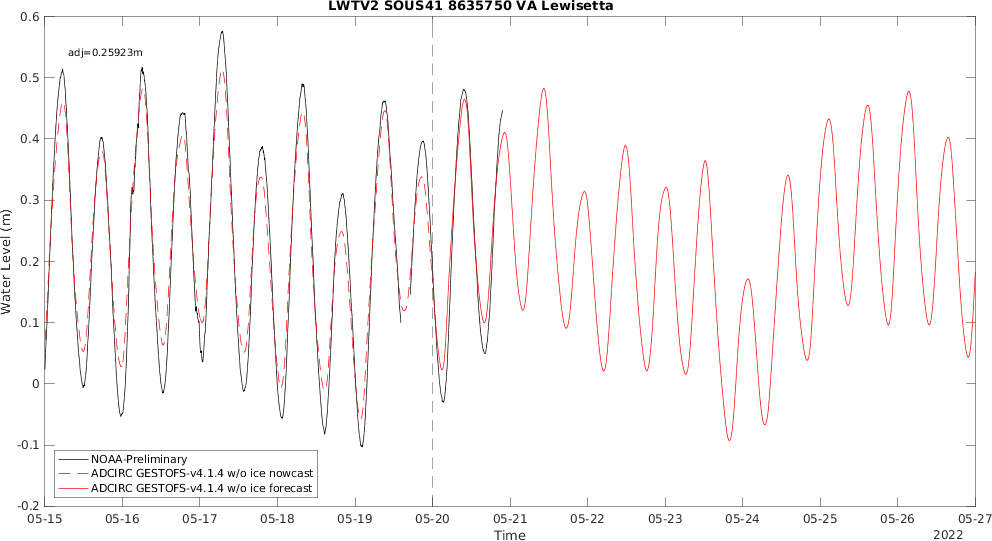 LWTV2 SOUS41 8635750 VA Lewisetta
adj=0.25923m
Water Level (m)
0.6
0.5
0.4
0.3
0.2
0.1
0
-0.1
-0.2
NOAA-Preliminary
ADCIRC GESTOFS-v4.1.4 w/o ice nowcast
ADCIRC GESTOFS-v4.1.4 w/o ice forecast
05-15 05-16 05-17 05-18 05-19 05-20 05-21 05-22 05-23 05-24 05-25 05-26 05-27
Time
2022